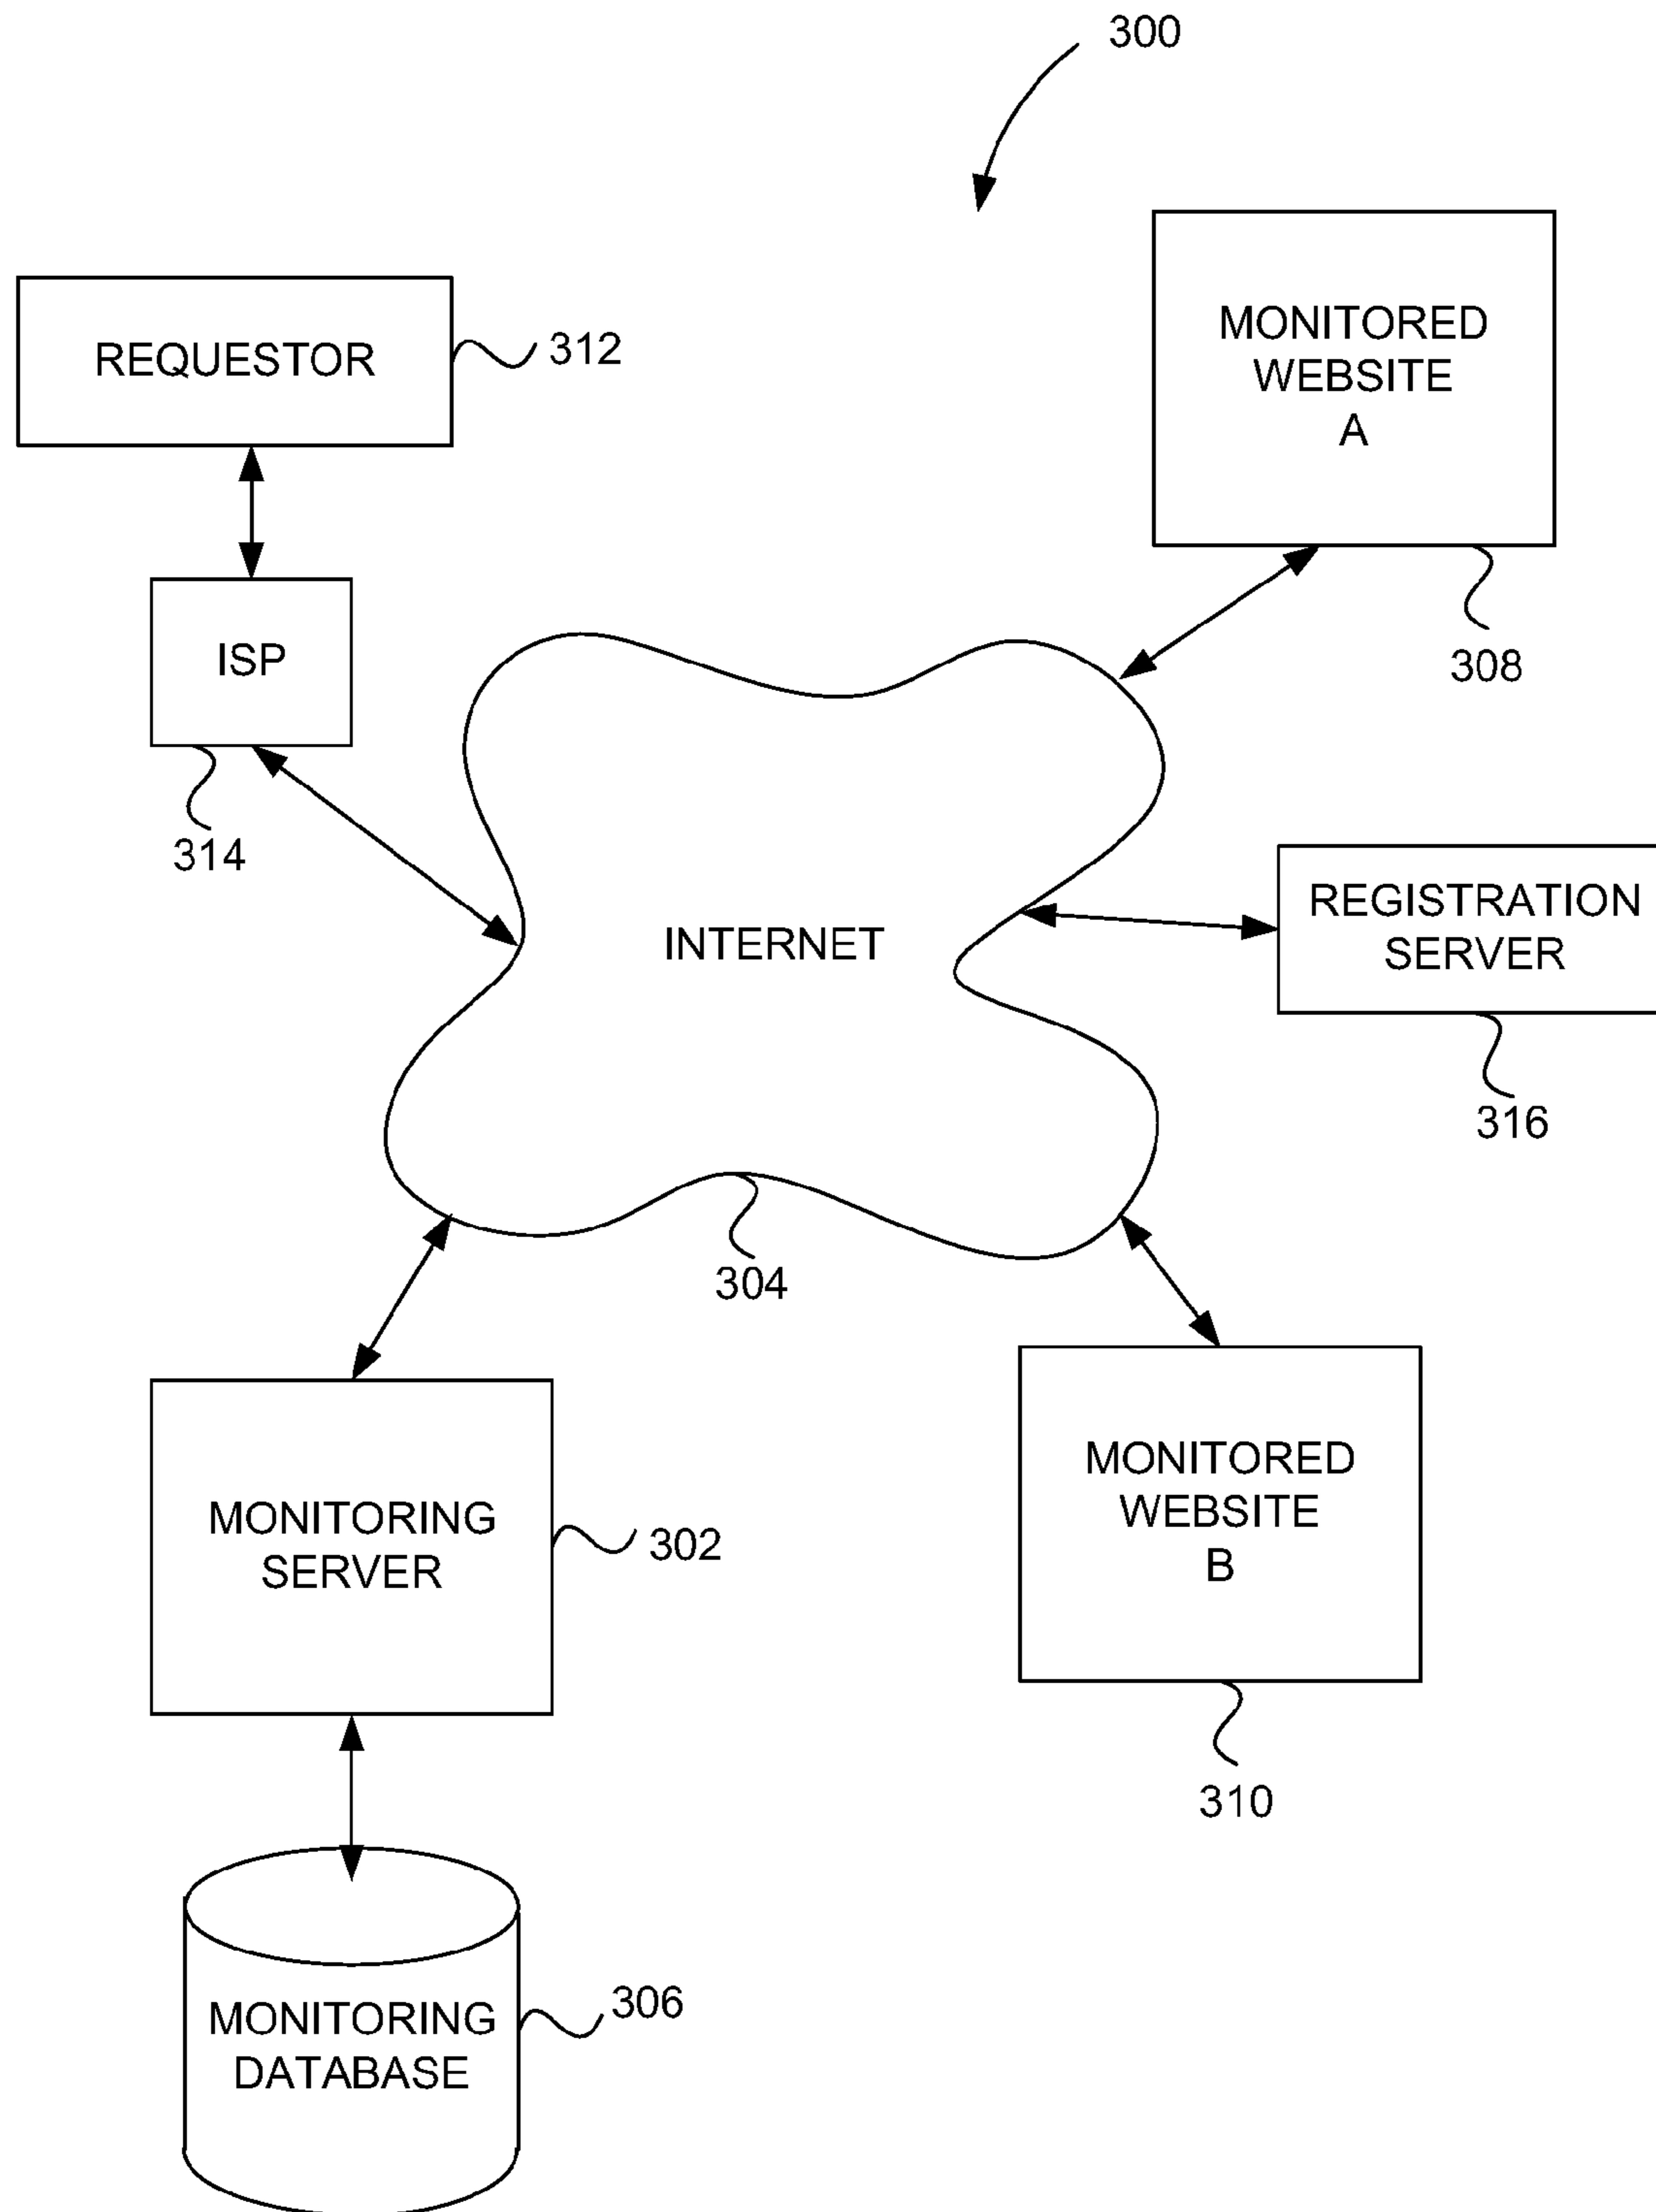 300
REQUESTOR
312
MONITORED
WEBSITE
A
308
ISP
314
INTERNET
304
REGISTRATION
SERVER
316
MONITORING
SERVER
302
MONITORED
WEBSITE
B
310
MONITORING
DATABASE
306